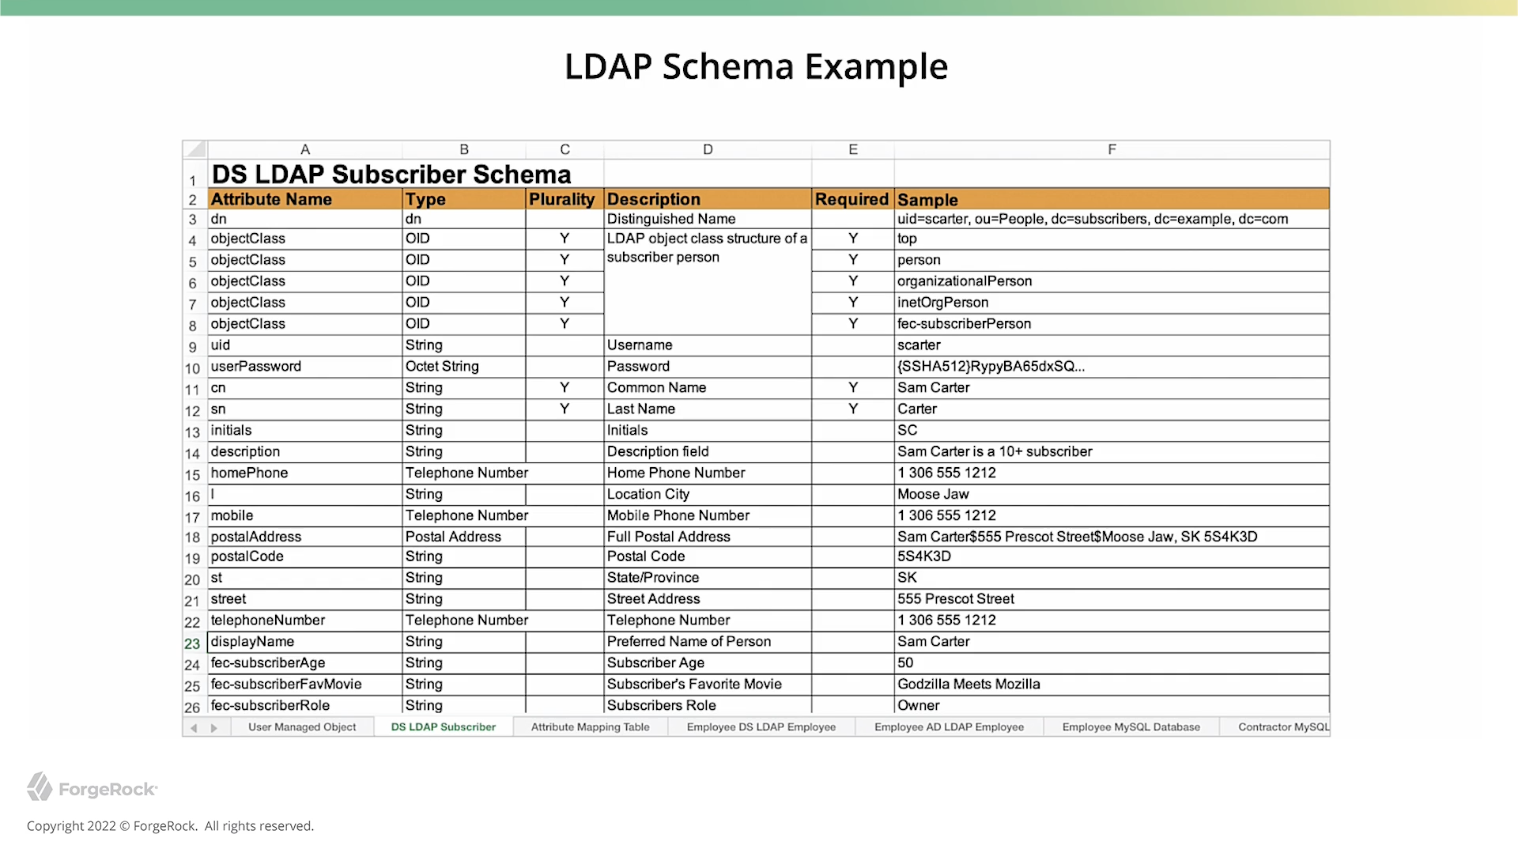 LDAP Schema Example
A B C D E F
1 DS LDAP Subscriber Schema
2 Attribute Name Type Plurality Description Required Sample
3 dn dn Distinguished Name uid=scarter, ou=People, dc=subscribers, dc=example, dc=com
4 objectClass OID Y LDAP object class structure of a Y top
5 objectClass OID Y subscriber person Y person
6 objectClass OID Y Y organizationalPerson
7 objectClass OID Y Y inetOrgPerson
8 objectClass OID Y Y fec-subscriberPerson
9 uid String Username scarter
10 userPassword Octet String Password {SSHA512}RypyBA65dxSQ...
11 cn String Y Common Name Y Sam Carter
12 sn String Y Last Name Y Carter
13 initials String Initials SC
14 description String Description field Sam Carter is a 10+ subscriber
15 homePhone Telephone Number Home Phone Number 1 306 555 1212
16 l String Location City Moose Jaw
17 mobile Telephone Number Mobile Phone Number 1 306 555 1212
18 postalAddress Postal Address Full Postal Address Sam Carter$555 Prescot Street$Moose Jaw, SK 5S4K3D
19 postalCode String Postal Code 5S4K3D
20 st String State/Province SK
21 street String Street Address 555 Prescot Street
22 telephoneNumber Telephone Number Telephone Number 1 306 555 1212
23 displayName String Preferred Name of Person Sam Carter
24 fec-subscriberAge String Subscriber Age 50
25 fec-subscriberFavMovie String Subscriber's Favorite Movie Godzilla Meets Mozilla
26 fec-subscriberRole String Subscribers Role Owner
User Managed Object DS LDAP Subscriber Attribute Mapping Table Employee DS LDAP Employee Employee AD LDAP Employee Employee MySQL Database Contractor MySQL
ForgeRock
Copyright 2022 © ForgeRock. All rights reserved.